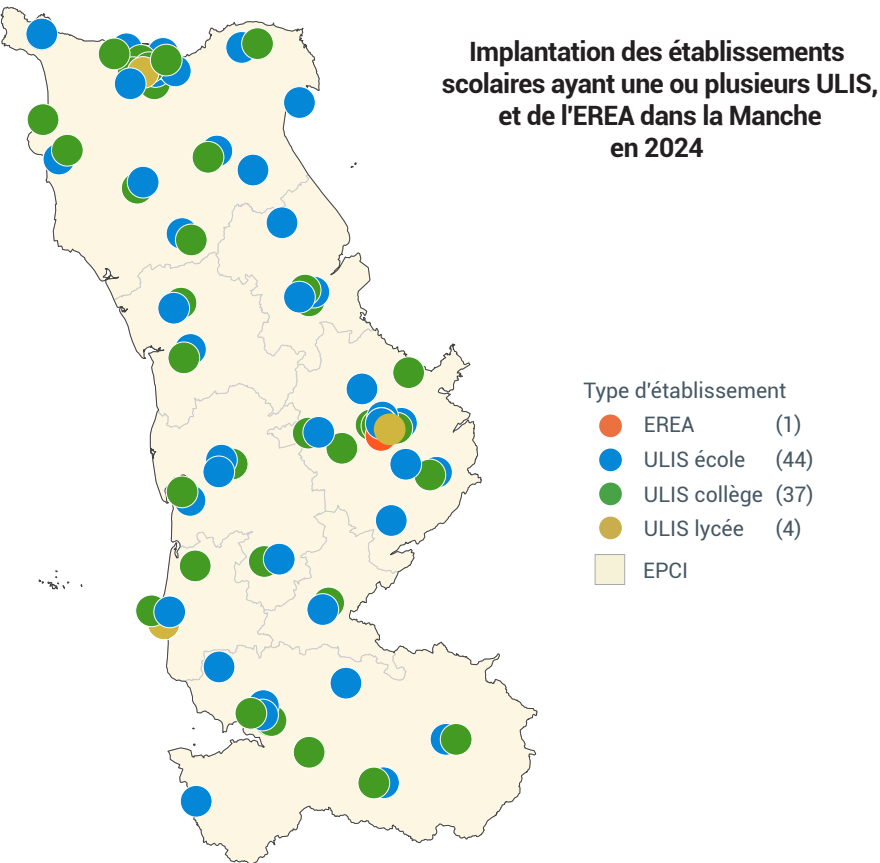 Implantation des établissements
scolaires ayant une ou plusieurs ULIS,
et de l'EREA dans la Manche
en 2024
Type d'établissement
EREA (1)
ULIS école (44)
ULIS collège (37)
ULIS lycée (4)
EPCI